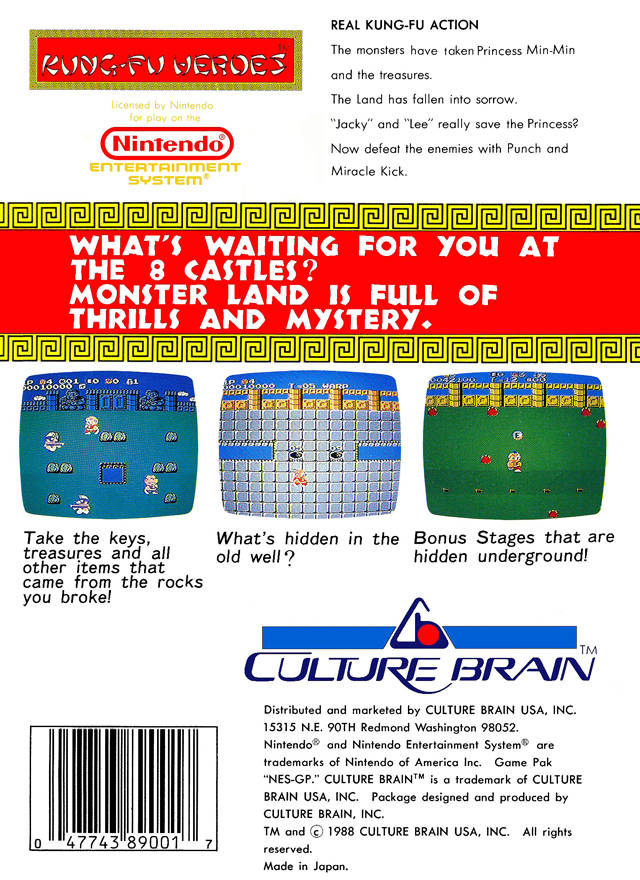 KUNG-FU HEROES™
Licensed by Nintendo
for play on the
Nintendo®
ENTERTAINMENT
SYSTEM®
REAL KUNG-FU ACTION
The monsters have taken Princess Min-Min
and the treasures.
The Land has fallen into sorrow.
"Jacky" and "Lee" really save the Princess?
Now defeat the enemies with Punch and
Miracle Kick.
WHAT'S WAITING FOR YOU AT
THE 8 CASTLES?
MONSTER LAND IS FULL OF
THRILLS AND MYSTERY.
Take the keys,
treasures and all
other items that
came from the rocks
you broke!
What's hidden in the
old well?
Bonus Stages that are
hidden underground!
CULTURE BRAIN™
Distributed and marketed by CULTURE BRAIN USA, INC.
15315 N.E. 90TH Redmond Washington 98052.
Nintendo® and Nintendo Entertainment System® are
trademarks of Nintendo of America Inc. Game Pak
"NES-GP." CULTURE BRAIN™ is a trademark of CULTURE
BRAIN USA, INC. Package designed and produced by
CULTURE BRAIN, INC.
TM and © 1988 CULTURE BRAIN USA, INC. All rights
reserved.
Made in Japan.
0 47743 89001 7